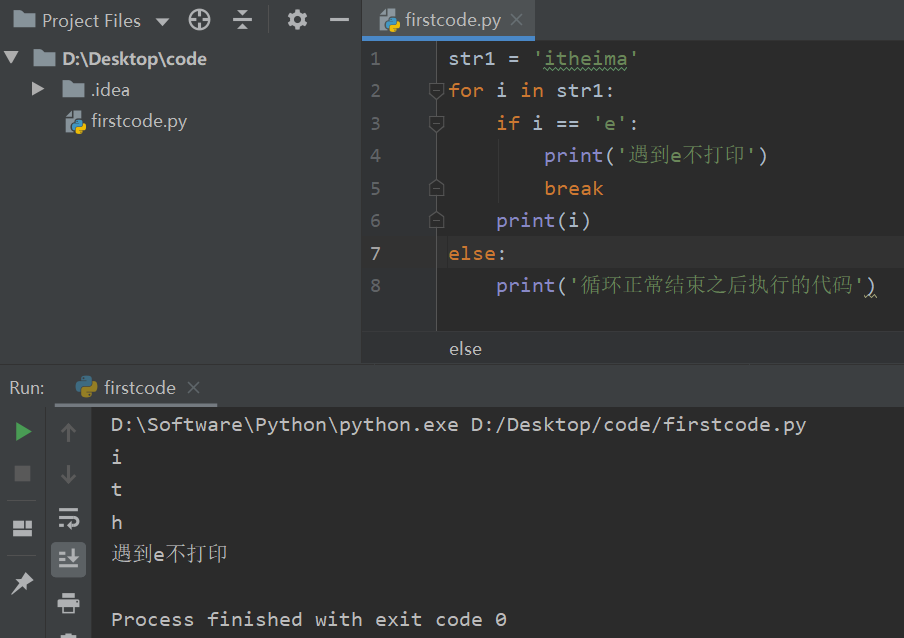 Project Files
D:\Desktop\code
.idea
firstcode.py
firstcode.py
1 str1 = 'itheima'
2 for i in str1:
3     if i == 'e':
4         print('遇到e不打印')
5         break
6     print(i)
7 else:
8     print('循环正常结束之后执行的代码')
else
Run: firstcode
D:\Software\Python\python.exe D:/Desktop/code/firstcode.py
i
t
h
遇到e不打印
Process finished with exit code 0